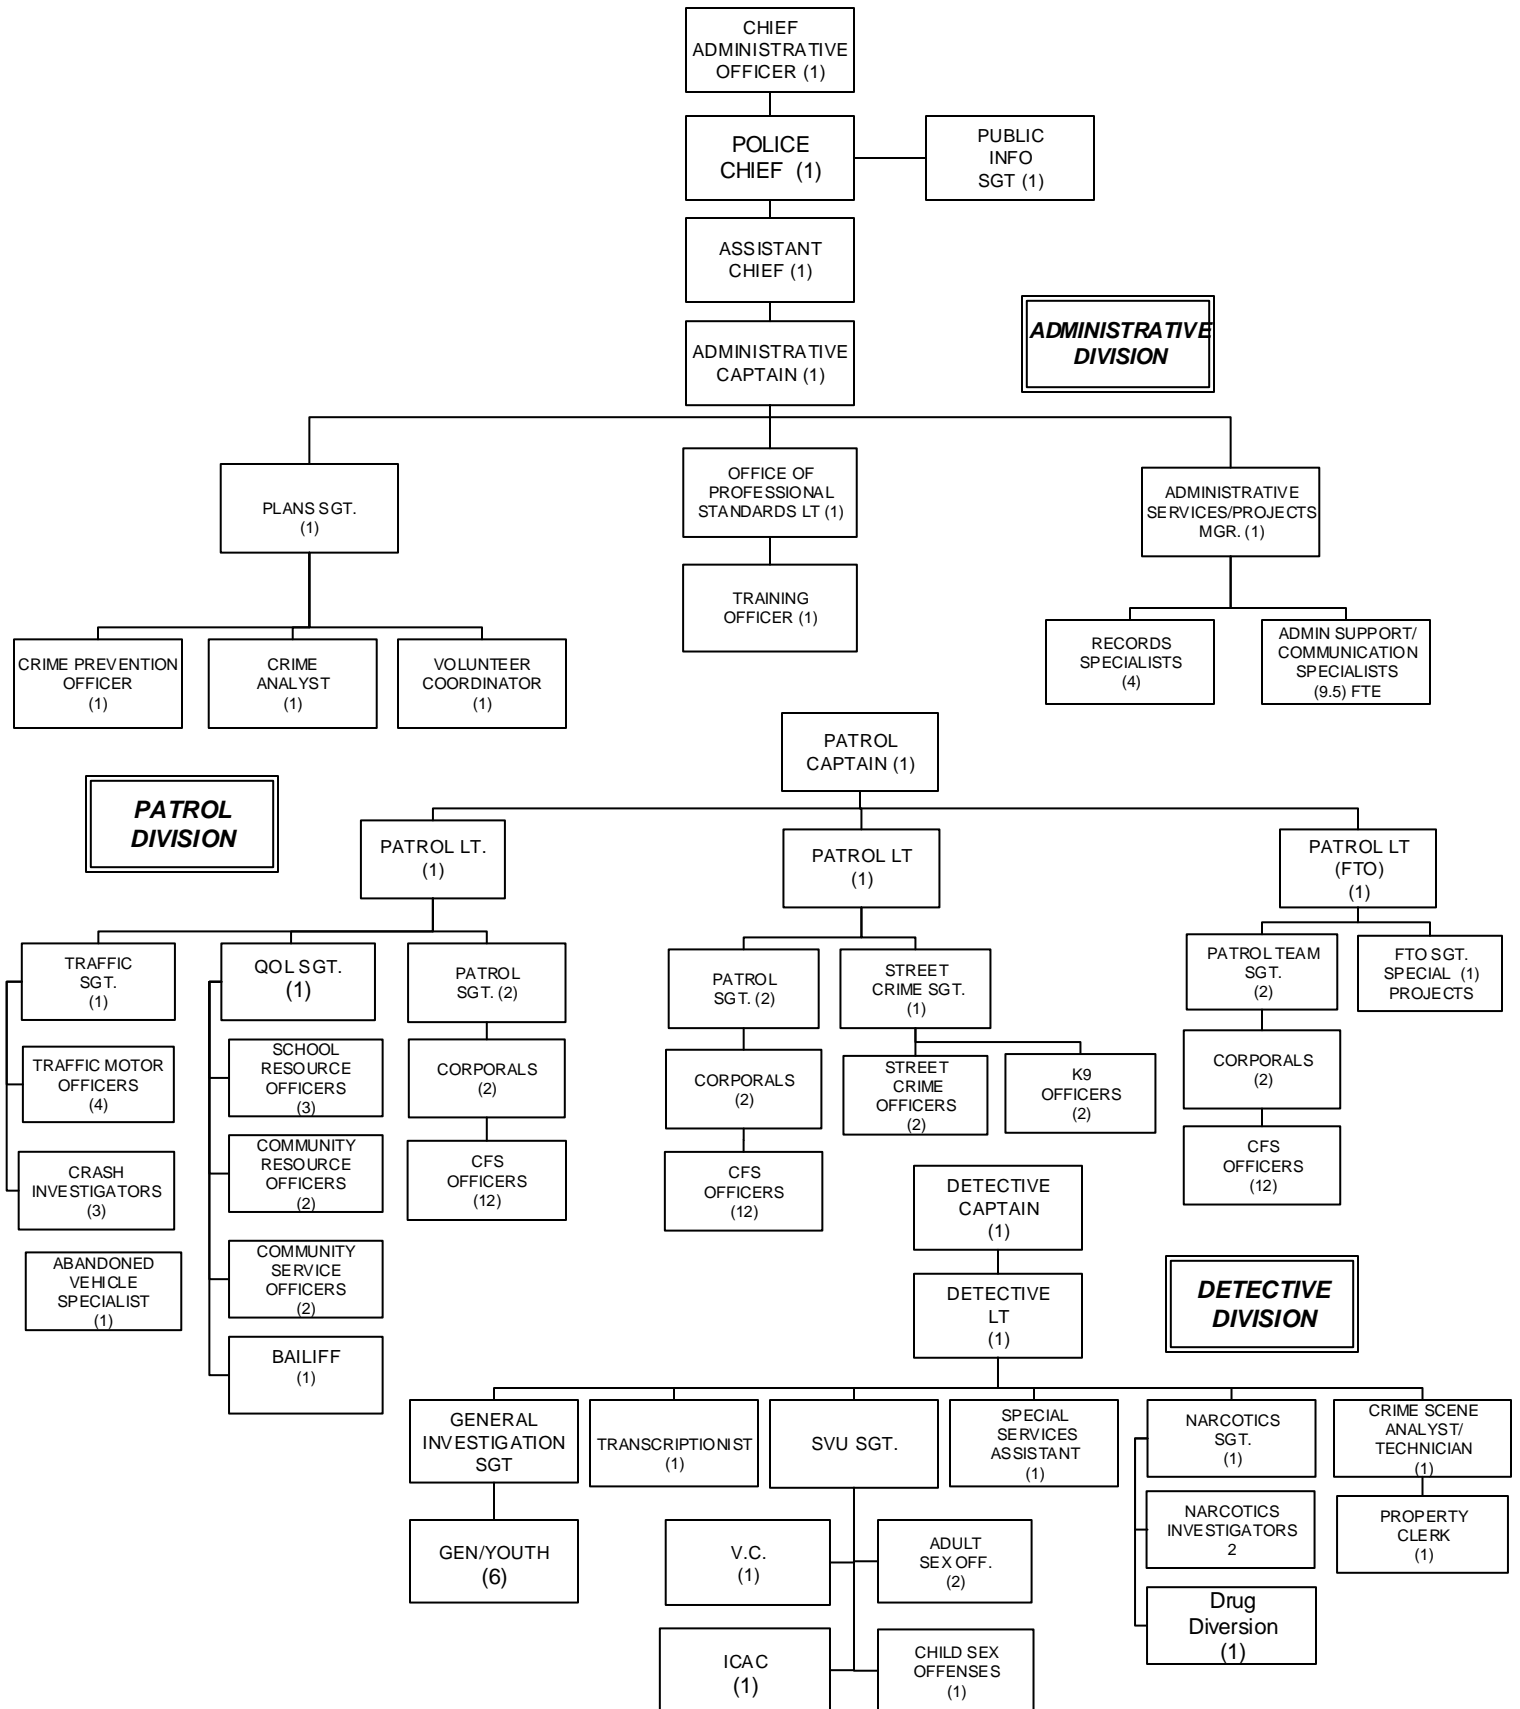 CHIEF
ADMINISTRATIVE
OFFICER (1)
POLICE
CHIEF (1)
PUBLIC
INFO
SGT (1)
ASSISTANT
CHIEF (1)
ADMINISTRATIVE
CAPTAIN (1)
ADMINISTRATIVE
DIVISION
PLANS SGT.
(1)
OFFICE OF
PROFESSIONAL
STANDARDS LT (1)
ADMINISTRATIVE
SERVICES/PROJECTS
MGR. (1)
TRAINING
OFFICER (1)
CRIME PREVENTION
OFFICER
(1)
CRIME
ANALYST
(1)
VOLUNTEER
COORDINATOR
(1)
RECORDS
SPECIALISTS
(4)
ADMIN SUPPORT/
COMMUNICATION
SPECIALISTS
(9.5) FTE
PATROL
CAPTAIN (1)
PATROL
DIVISION
PATROL LT.
(1)
PATROL LT
(1)
PATROL LT
(FTO)
(1)
TRAFFIC
SGT.
(1)
QOL SGT.
(1)
PATROL
SGT. (2)
PATROL
SGT. (2)
STREET
CRIME SGT.
(1)
PATROL TEAM
SGT.
(2)
FTO SGT.
SPECIAL (1)
PROJECTS
TRAFFIC MOTOR
OFFICERS
(4)
SCHOOL
RESOURCE
OFFICERS
(3)
CORPORALS
(2)
CORPORALS
(2)
STREET
CRIME
OFFICERS
(2)
K9
OFFICERS
(2)
CORPORALS
(2)
CRASH
INVESTIGATORS
(3)
COMMUNITY
RESOURCE
OFFICERS
(2)
CFS
OFFICERS
(12)
CFS
OFFICERS
(12)
CFS
OFFICERS
(12)
ABANDONED
VEHICLE
SPECIALIST
(1)
COMMUNITY
SERVICE
OFFICERS
(2)
BAILIFF
(1)
DETECTIVE
CAPTAIN
(1)
DETECTIVE
LT
(1)
DETECTIVE
DIVISION
GENERAL
INVESTIGATION
SGT
TRANSCRIPTIONIST
(1)
SVU SGT.
SPECIAL
SERVICES
ASSISTANT
(1)
NARCOTICS
SGT.
(1)
CRIME SCENE
ANALYST/
TECHNICIAN
(1)
GEN/YOUTH
(6)
V.C.
(1)
ADULT
SEX OFF.
(2)
NARCOTICS
INVESTIGATORS
2
PROPERTY
CLERK
(1)
ICAC
(1)
CHILD SEX
OFFENSES
(1)
Drug
Diversion
(1)